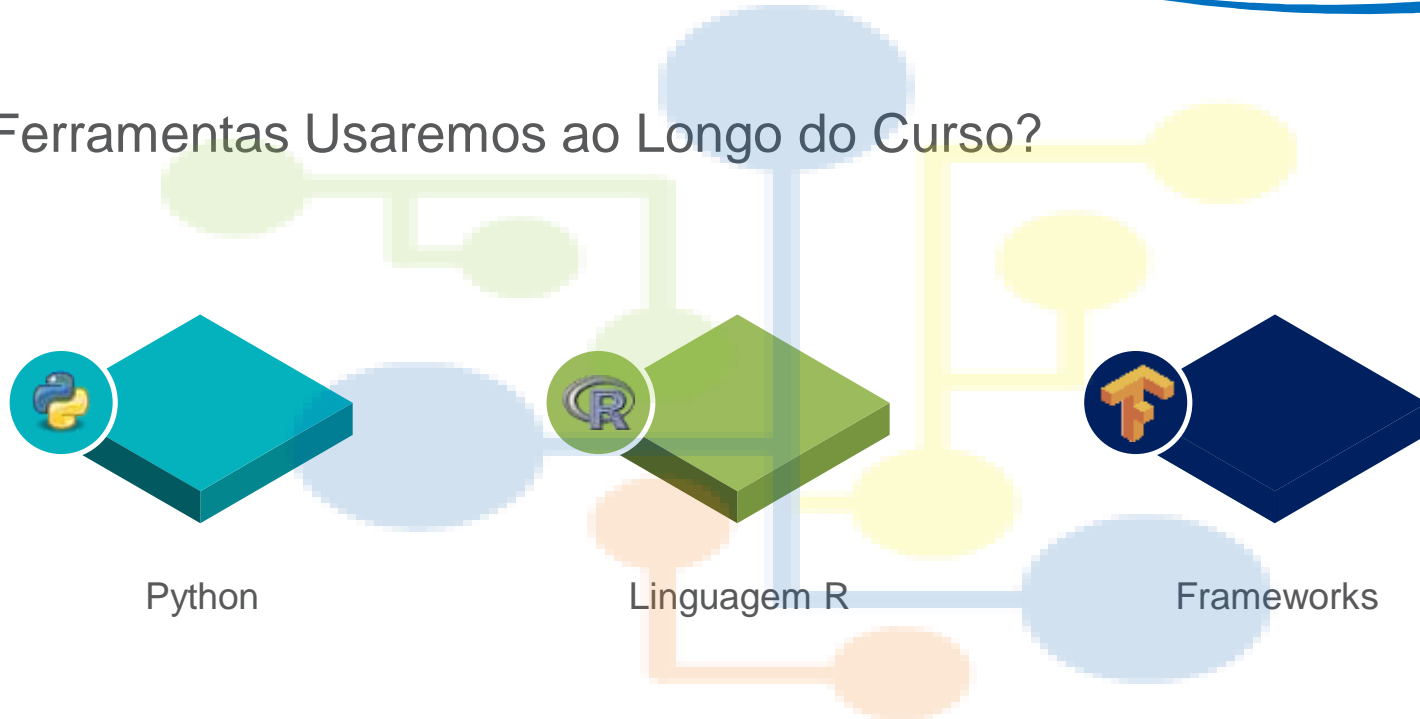 Ferramentas Usaremos ao Longo do Curso?
R
Python
Linguagem R
Frameworks